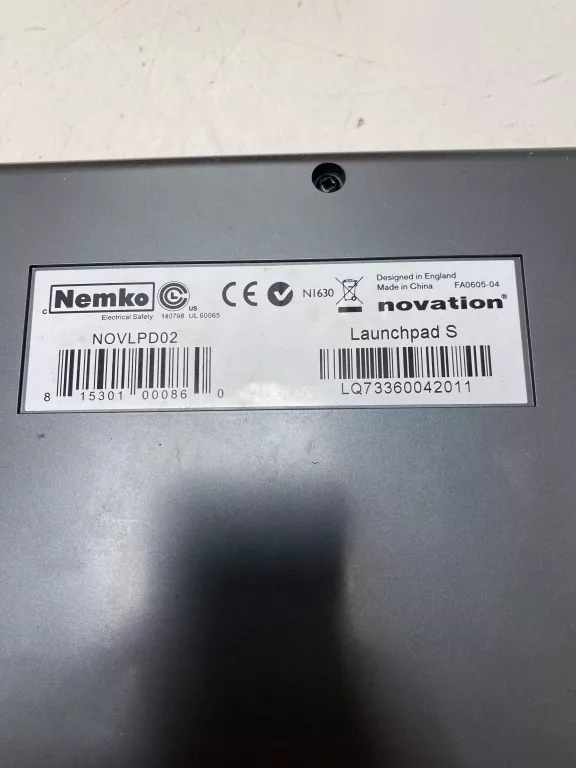 c Nemko us
Electrical Safety 140798 UL 60065
CE N1630
Designed in England
Made in China FA0605-04
novation®
NOVLPD02
8 15301 00086 0
Launchpad S
LQ73360042011